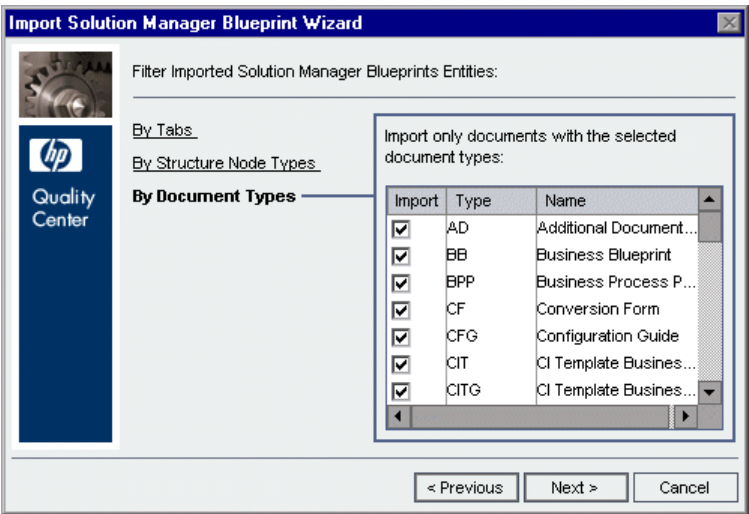 Import Solution Manager Blueprint Wizard
Filter Imported Solution Manager Blueprints Entities:
By Tabs
By Structure Node Types
By Document Types
hp
Quality
Center
Import only documents with the selected
document types:
Import Type Name
AD Additional Document...
BB Business Blueprint
BPP Business Process P...
CF Conversion Form
CFG Configuration Guide
CIT CI Template Busines...
CITG CI Template Busines...
< Previous Next > Cancel